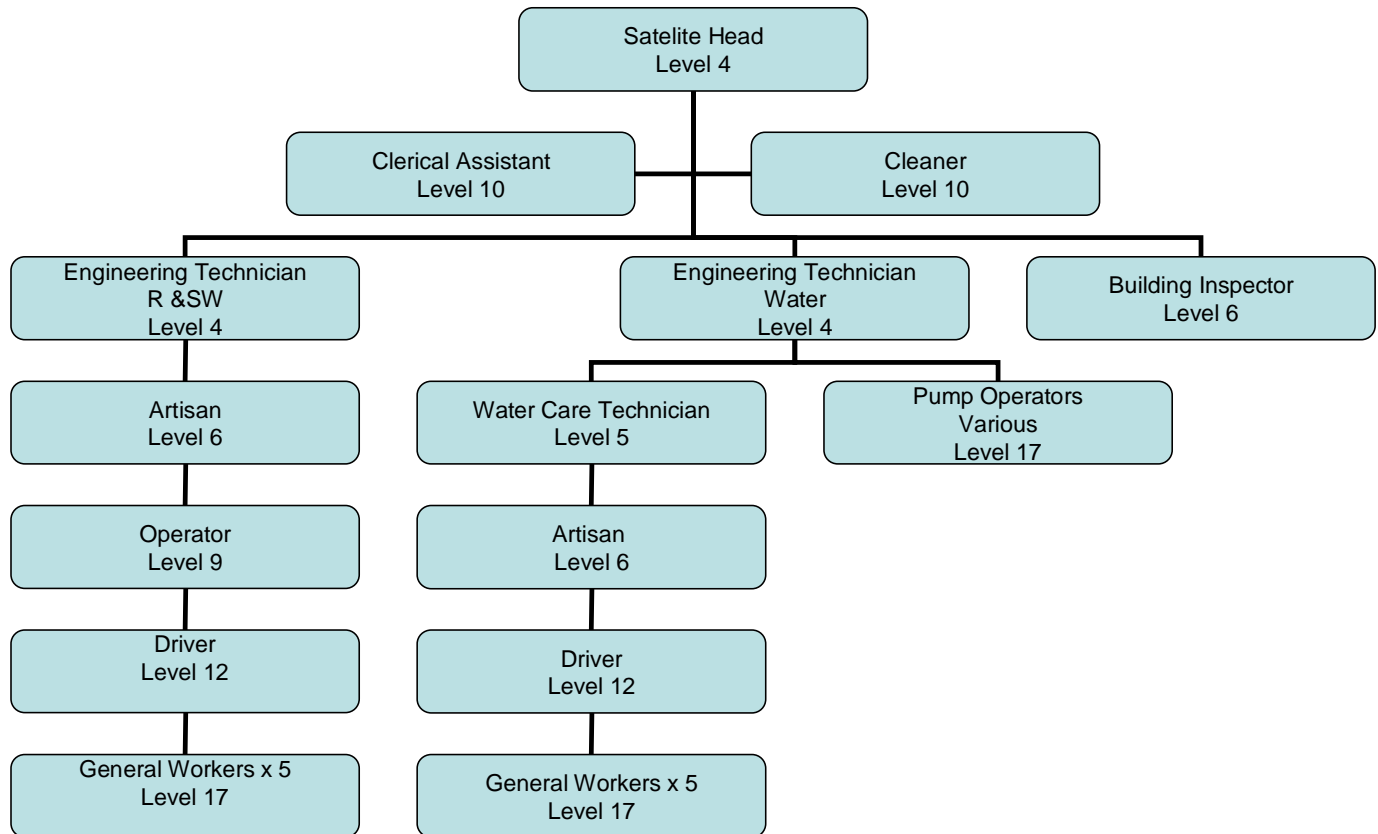 Satelite Head
Level 4
Clerical Assistant
Level 10
Cleaner
Level 10
Engineering Technician
R &SW
Level 4
Engineering Technician
Water
Level 4
Building Inspector
Level 6
Artisan
Level 6
Water Care Technician
Level 5
Pump Operators
Various
Level 17
Operator
Level 9
Artisan
Level 6
Driver
Level 12
Driver
Level 12
General Workers x 5
Level 17
General Workers x 5
Level 17